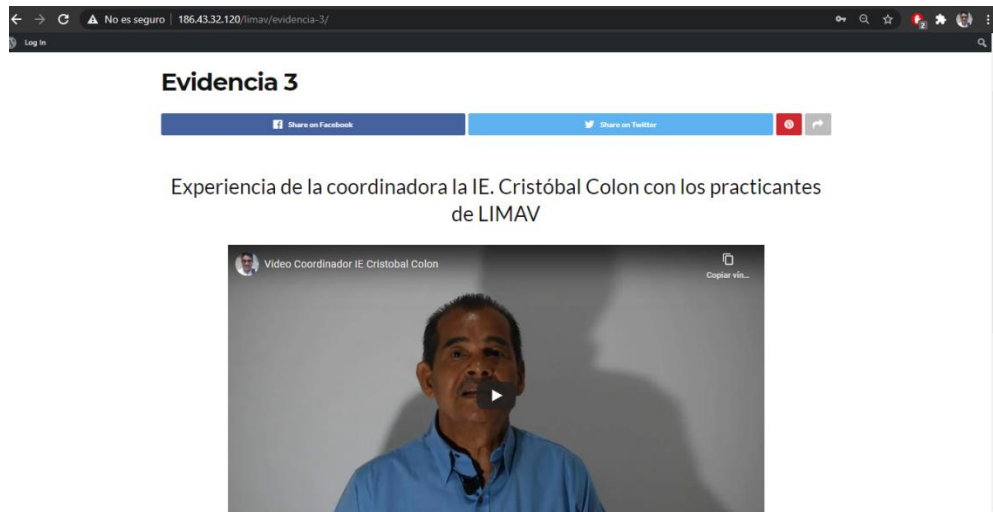 No es seguro | 186.43.32.120/limav/evidencia-3/
2
Log In
Evidencia 3
Share on Facebook
Share on Twitter
Experiencia de la coordinadora la IE. Cristóbal Colon con los practicantes
de LIMAV
Video Coordinador IE Cristobal Colon
Copiar vín...